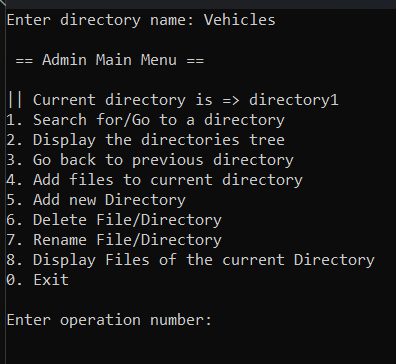 Enter directory name: Vehicles
== Admin Main Menu ==
|| Current directory is => directory1
1. Search for/Go to a directory
2. Display the directories tree
3. Go back to previous directory
4. Add files to current directory
5. Add new Directory
6. Delete File/Directory
7. Rename File/Directory
8. Display Files of the current Directory
0. Exit
Enter operation number: